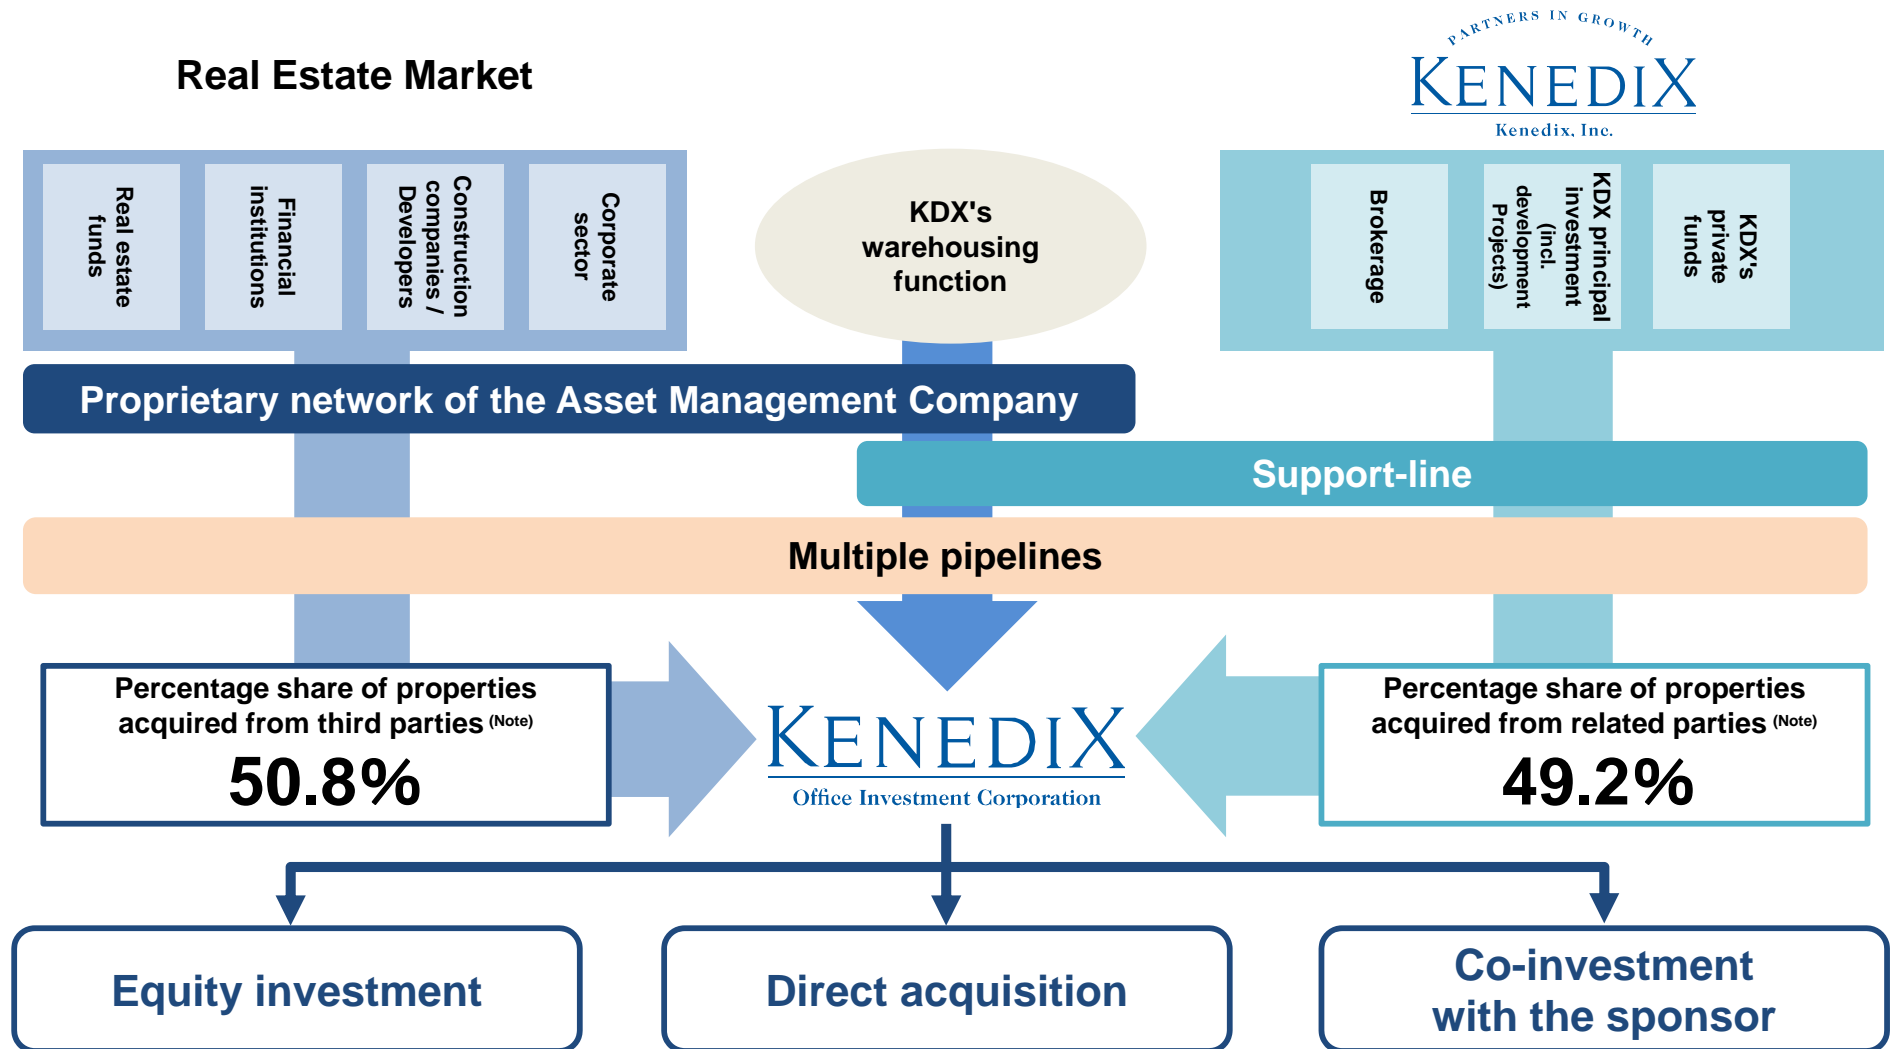 PARTNERS IN GROWTH
KENEDIX
Kenedix, Inc.
Real Estate Market
Real estate
funds
Financial
institutions
Construction
companies /
Developers
Corporate
sector
KDX's
warehousing
function
Brokerage
KDX principal
investment
(incl.
development
Projects)
KDX's
private
funds
Proprietary network of the Asset Management Company
Support-line
Multiple pipelines
Percentage share of properties
acquired from third parties (Note)
50.8%
KENEDIX
Office Investment Corporation
Percentage share of properties
acquired from related parties (Note)
49.2%
Equity investment
Direct acquisition
Co-investment
with the sponsor